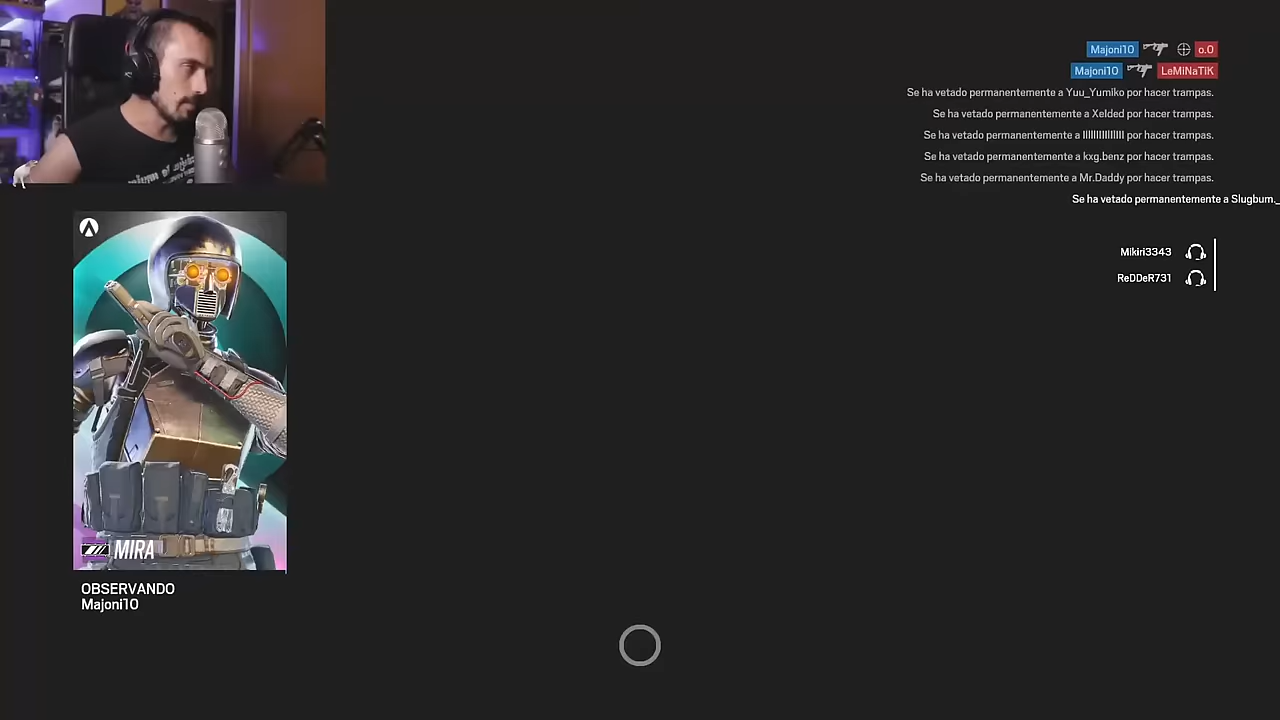 Majoni10 o.0
Majoni10 LeMiNaTiK
Se ha vetado permanentemente a Yuu_Yumiko por hacer trampas.
Se ha vetado permanentemente a Xelded por hacer trampas.
Se ha vetado permanentemente a por hacer trampas.
Se ha vetado permanentemente a kxg.benz por hacer trampas.
Se ha vetado permanentemente a Mr.Daddy por hacer trampas.
Se ha vetado permanentemente a Slugbum._
Mikiri3343
ReDDeR731
MIRA
OBSERVANDO
Majoni10